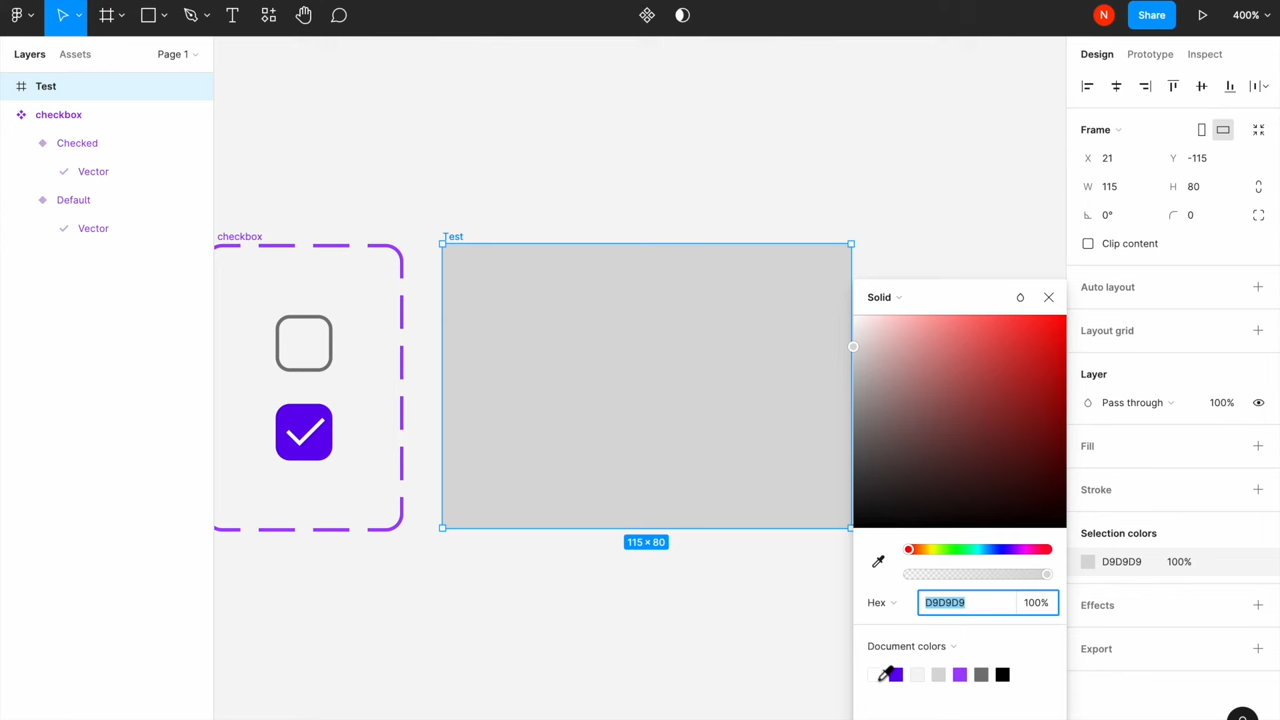 N
Share
400%
Layers
Assets
Page 1
Test
checkbox
Checked
Vector
Default
Vector
checkbox
Test
115 × 80
Solid
Hex
D9D9D9
100%
Document colors
Design
Prototype
Inspect
Frame
X 21
Y -115
W 115
H 80
0°
0
Clip content
Auto layout
Layout grid
Layer
Pass through
100%
Fill
Stroke
Selection colors
D9D9D9
100%
Effects
Export